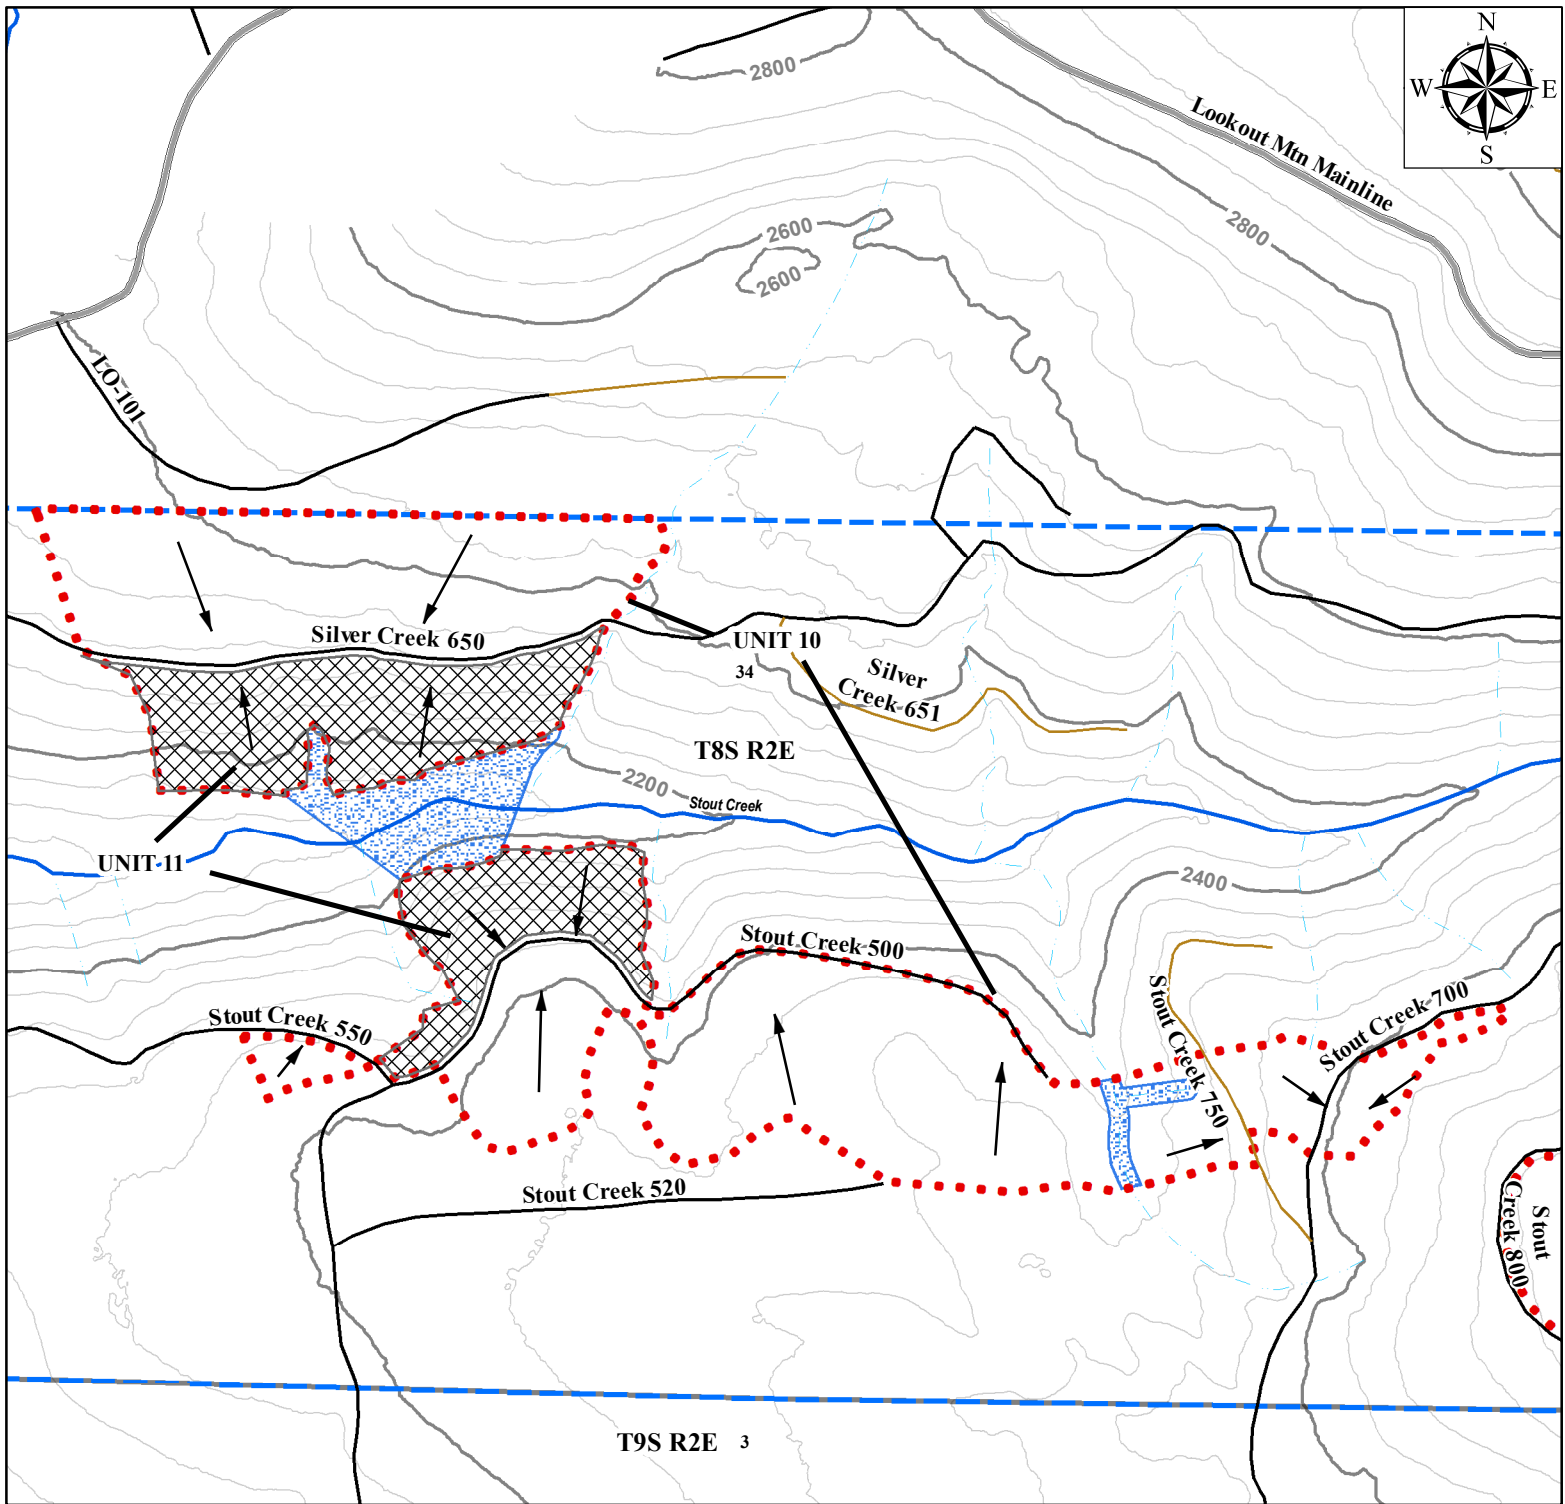 N
W E
S
2800
Lookout Mtn Mainline
2800
2600
2600
LO-101
Silver Creek 650
UNIT 10
34
Silver
Creek 651
T8S R2E
2200
Stout Creek
UNIT 11
2400
Stout Creek 500
Stout Creek 550
Stout Creek 750
Stout Creek 700
Stout Creek 520
Stout
Creek 800
T9S R2E 3